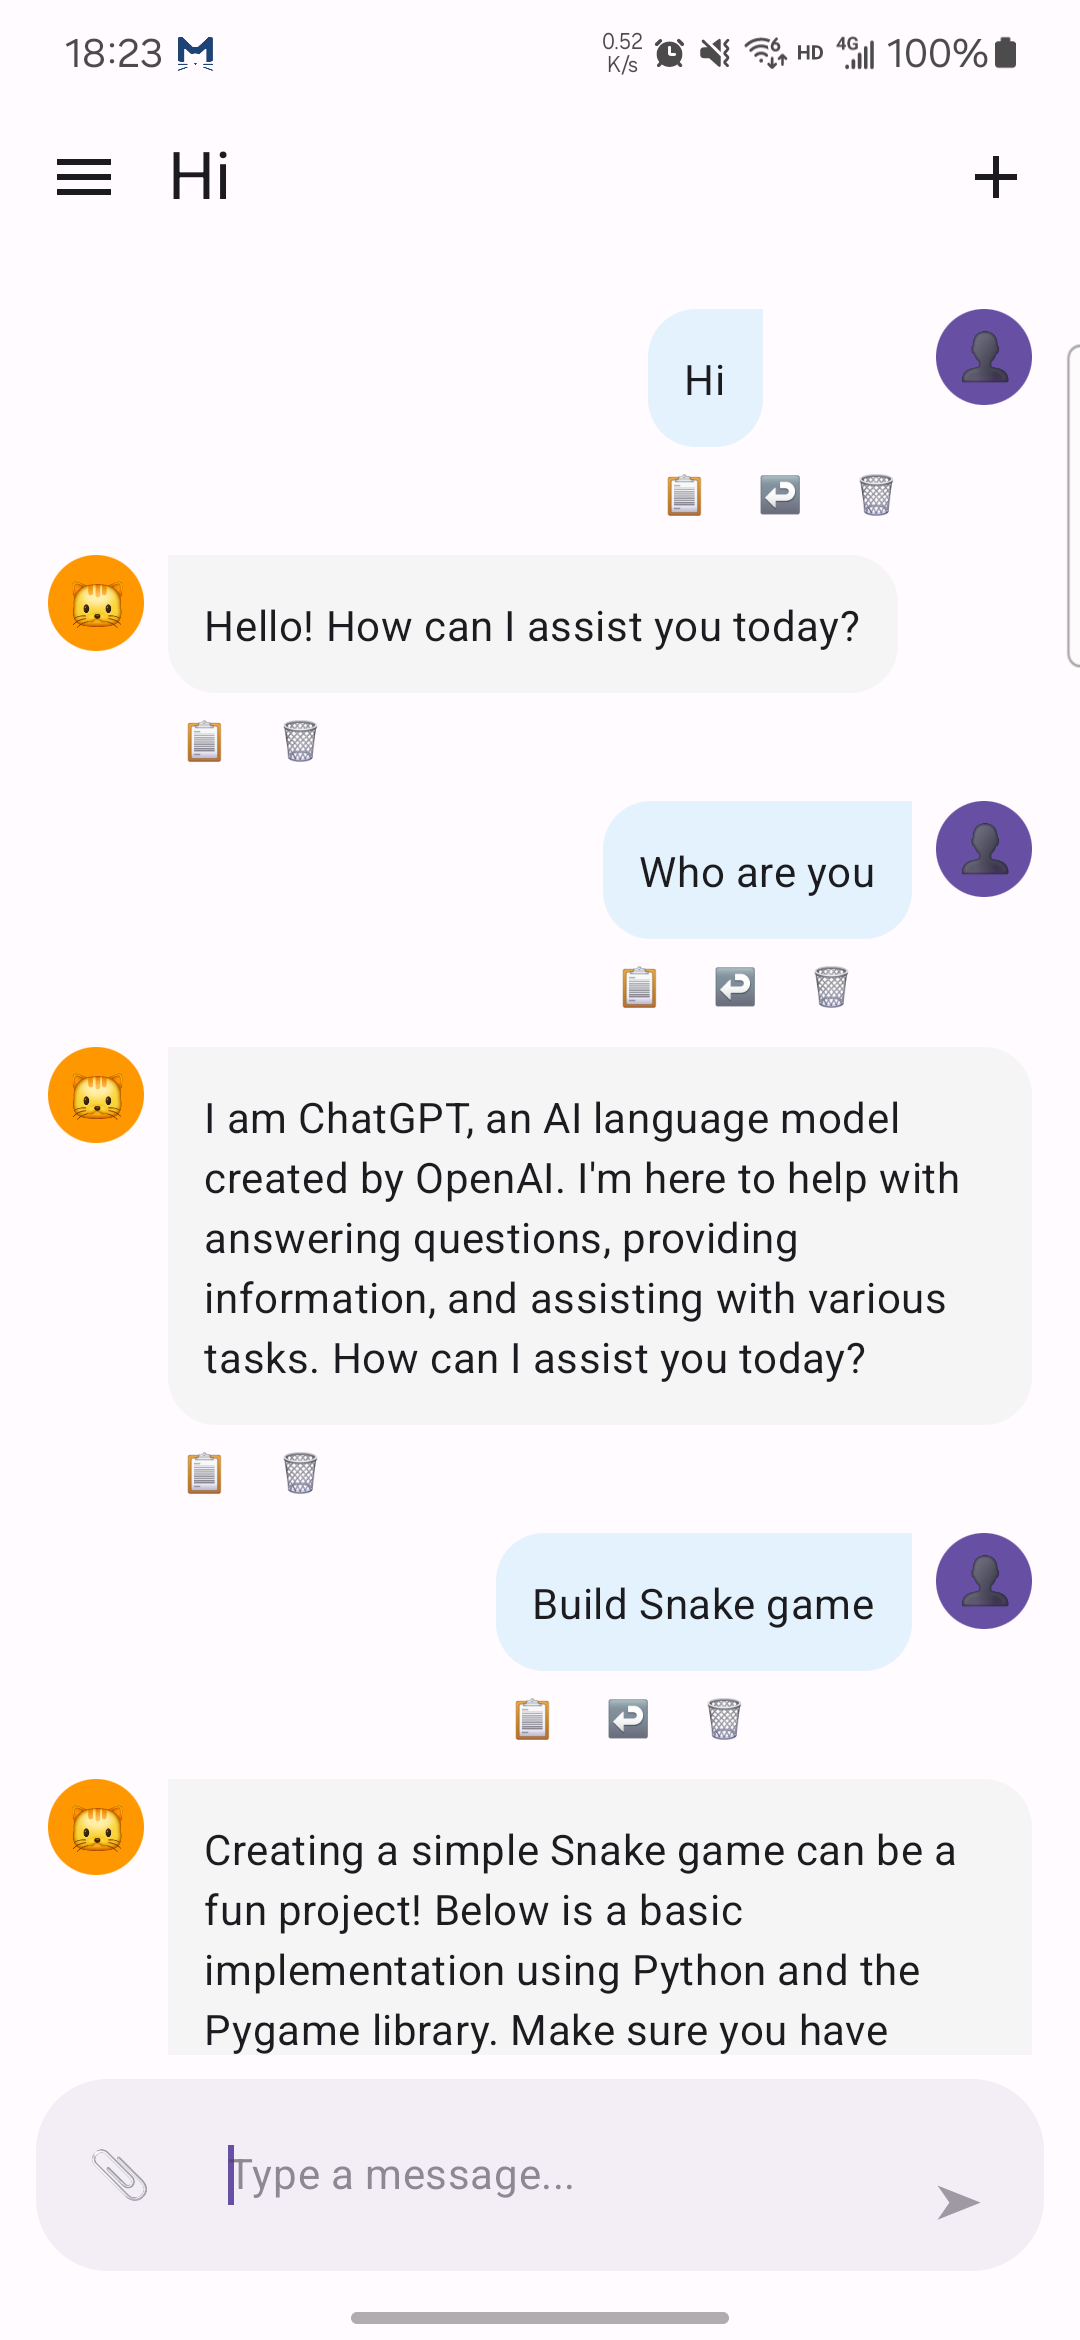 18:23
0.52
K/s
6
HD
4G
100%
Hi
Hi
Hello! How can I assist you today?
Who are you
I am ChatGPT, an AI language model
created by OpenAI. I'm here to help with
answering questions, providing
information, and assisting with various
tasks. How can I assist you today?
Build Snake game
Creating a simple Snake game can be a
fun project! Below is a basic
implementation using Python and the
Pygame library. Make sure you have
Type a message...